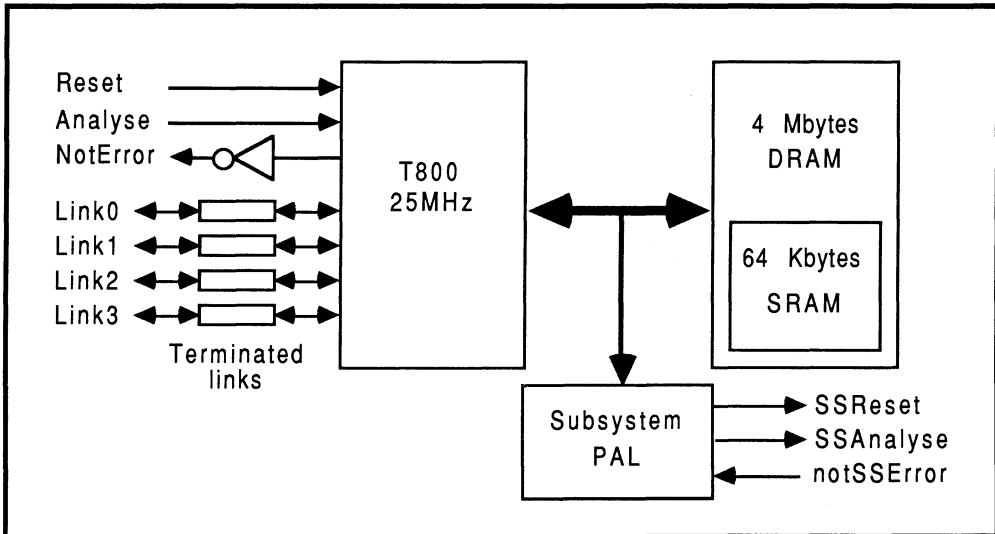 Reset
Analyse
NotError
Link0
Link1
Link2
Link3
Terminated
links
T800
25MHz
4 Mbytes
DRAM
64 Kbytes
SRAM
Subsystem
PAL
SSReset
SSAnalyse
notSSError